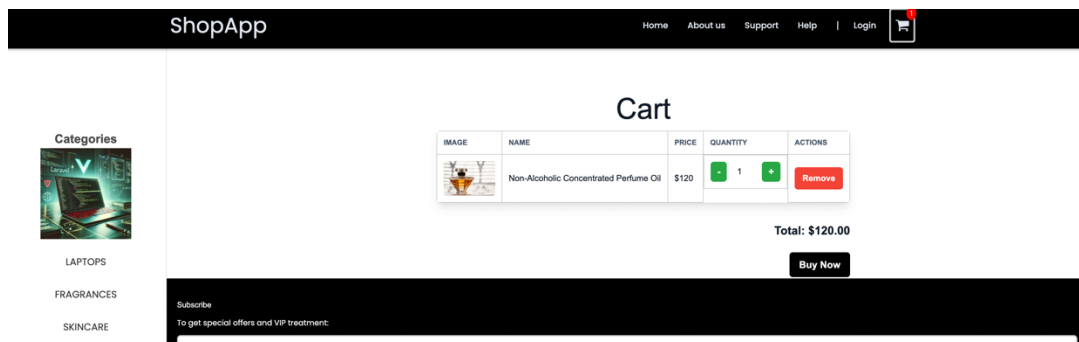 ShopApp
Home About us Support Help | Login 1
Categories
Laravel
LAPTOPS
FRAGRANCES
SKINCARE
Cart
IMAGE NAME PRICE QUANTITY ACTIONS
Non-Alcoholic Concentrated Perfume Oil $120 - 1 + Remove
Total: $120.00
Buy Now
Subscribe
To get special offers and VIP treatment: